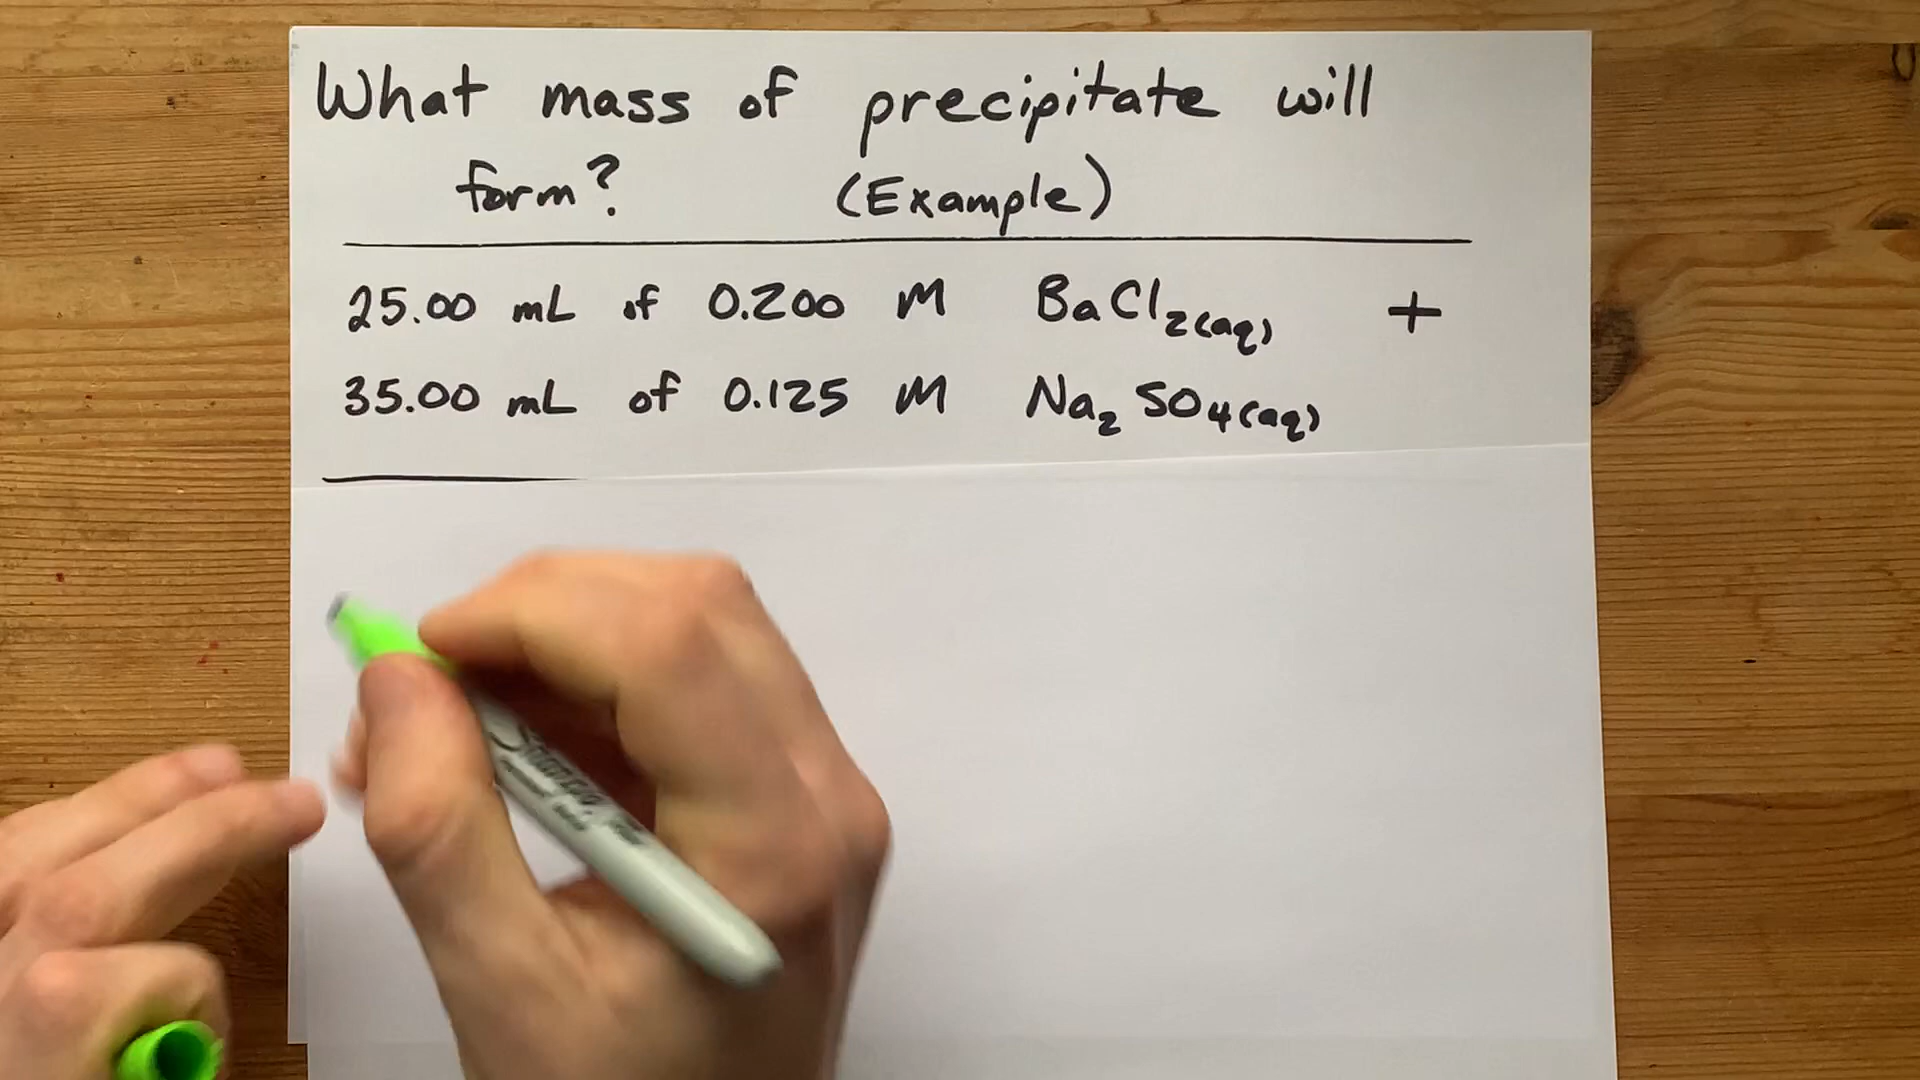 What mass of precipitate will
form? (Example)
25.00 mL of 0.200 M BaCl2(aq) +
35.00 mL of 0.125 M Na2SO4(aq)
Sharpie